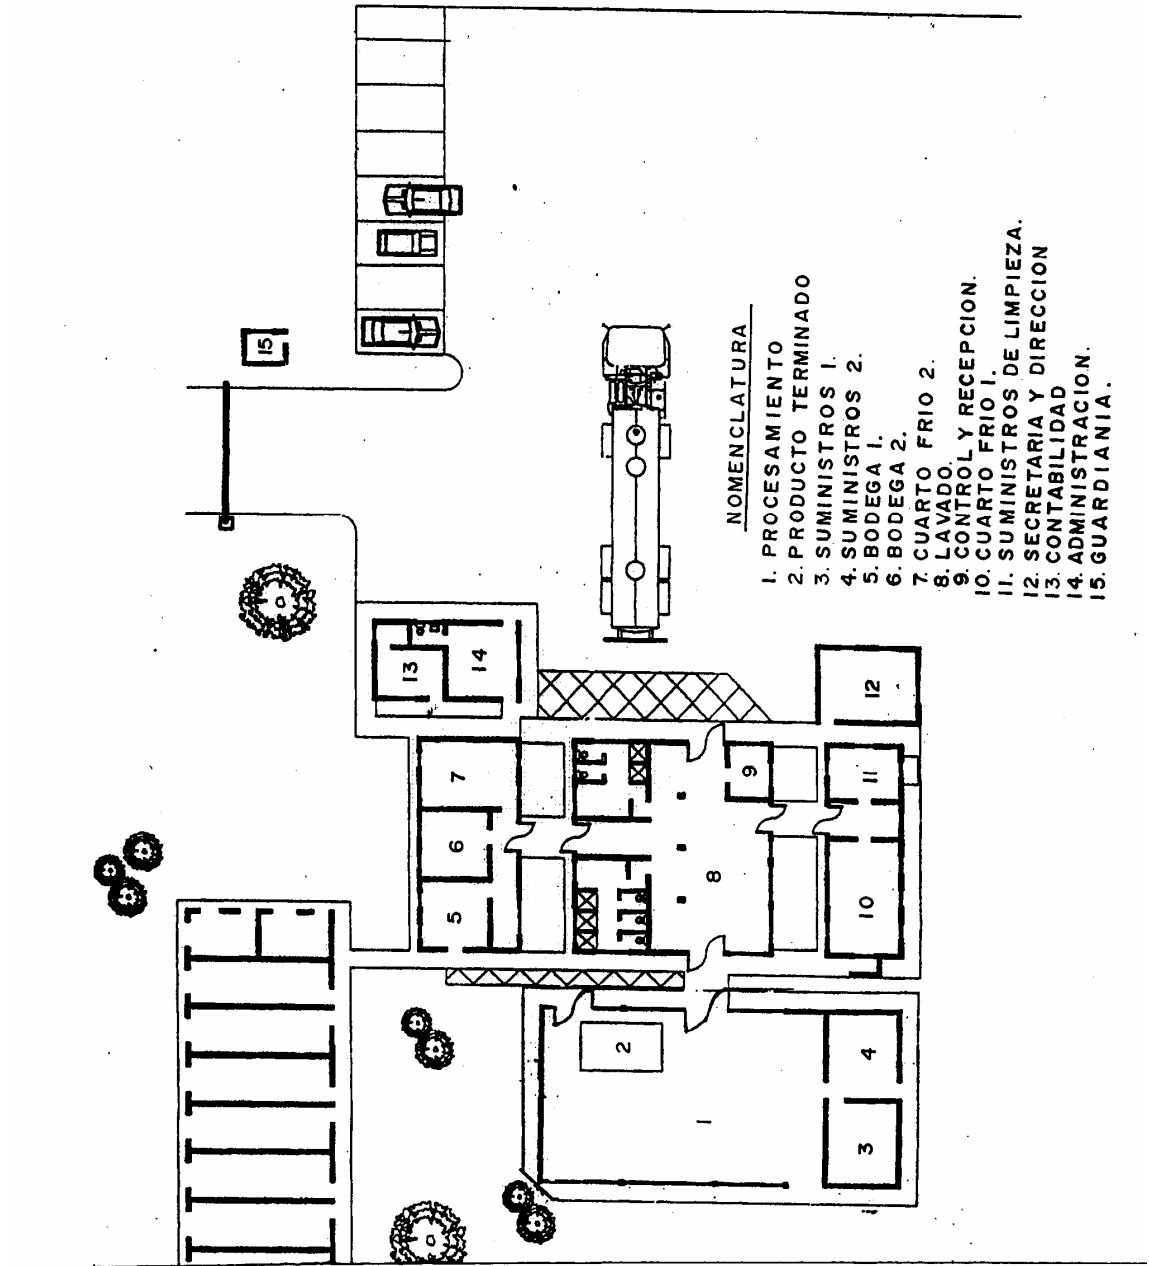 NOMENCLATURA
1. PROCESAMIENTO
2. PRODUCTO TERMINADO
3. SUMINISTROS 1.
4. SUMINISTROS 2.
5. BODEGA 1.
6. BODEGA 2.
7. CUARTO FRIO 2.
8. LAVADO.
9. CONTROL Y RECEPCION.
10. CUARTO FRIO 1.
11. SUMINISTROS DE LIMPIEZA.
12. SECRETARIA Y DIRECCION
13. CONTABILIDAD
14. ADMINISTRACION.
15. GUARDIANIA.
15
13
14
12
7
9
11
6
8
5
10
2
4
1
3